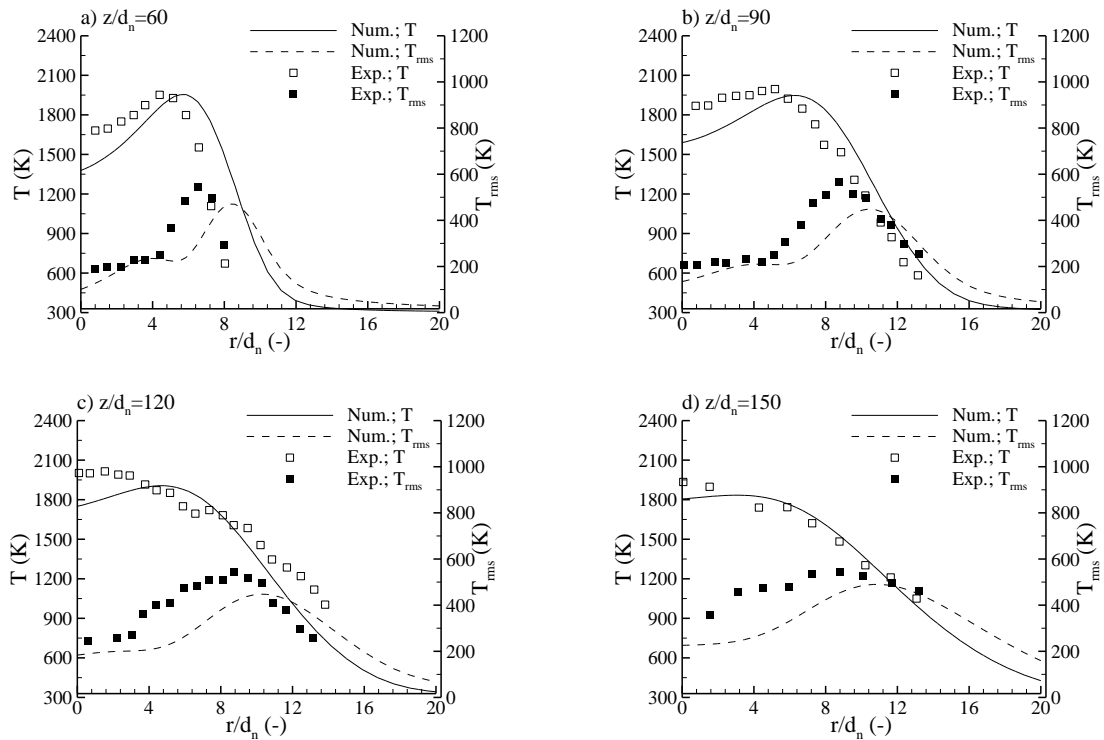 a) z/dn=60
Num.; T
Num.; Trms
Exp.; T
Exp.; Trms
2400
2100
1800
1500
1200
900
600
300
T (K)
1200
1000
800
600
400
200
0
Trms (K)
0 4 8 12 16 20
r/dn (-)
b) z/dn=90
Num.; T
Num.; Trms
Exp.; T
Exp.; Trms
2400
2100
1800
1500
1200
900
600
300
T (K)
1200
1000
800
600
400
200
0
Trms (K)
0 4 8 12 16 20
r/dn (-)
c) z/dn=120
Num.; T
Num.; Trms
Exp.; T
Exp.; Trms
2400
2100
1800
1500
1200
900
600
300
T (K)
1200
1000
800
600
400
200
0
Trms (K)
0 4 8 12 16 20
r/dn (-)
d) z/dn=150
Num.; T
Num.; Trms
Exp.; T
Exp.; Trms
2400
2100
1800
1500
1200
900
600
300
T (K)
1200
1000
800
600
400
200
0
Trms (K)
0 4 8 12 16 20
r/dn (-)